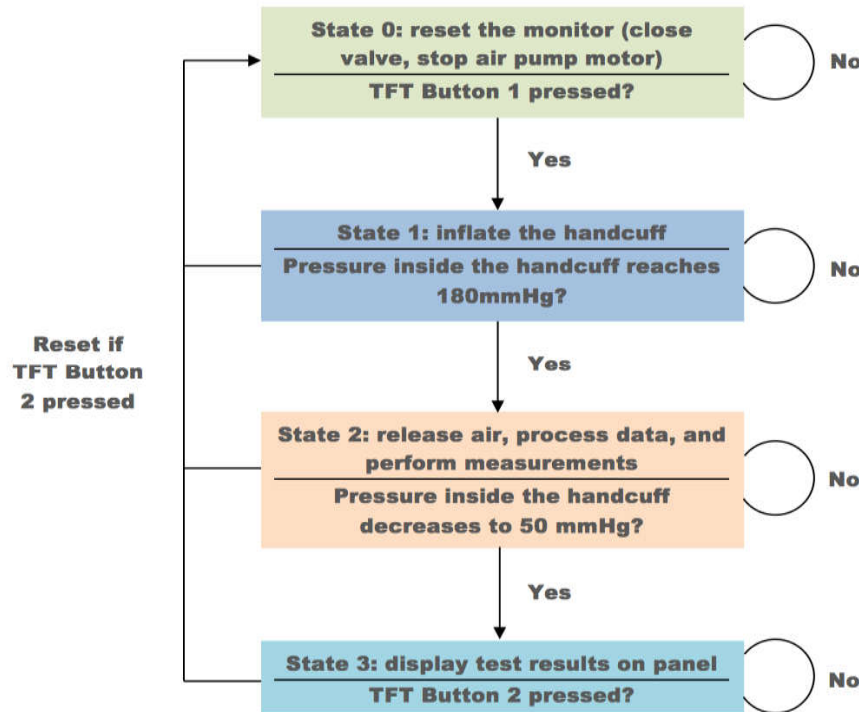 State 0: reset the monitor (close
valve, stop air pump motor)
TFT Button 1 pressed?
No
Yes
State 1: inflate the handcuff
Pressure inside the handcuff reaches
180mmHg?
No
Yes
Reset if
TFT Button
2 pressed
State 2: release air, process data, and
perform measurements
Pressure inside the handcuff
decreases to 50 mmHg?
No
Yes
State 3: display test results on panel
TFT Button 2 pressed?
No